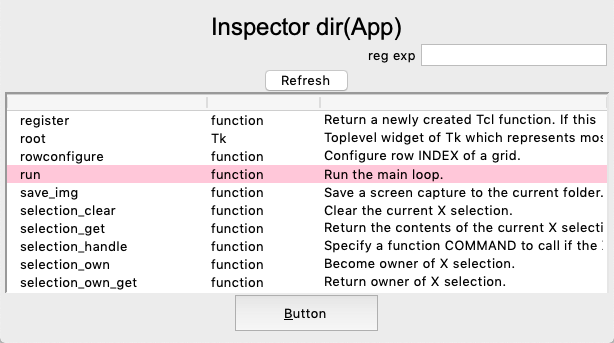 Inspector dir(App)
reg exp
Refresh
register function Return a newly created Tcl function. If this
root Tk Toplevel widget of Tk which represents mos
rowconfigure function Configure row INDEX of a grid.
run function Run the main loop.
save_img function Save a screen capture to the current folder.
selection_clear function Clear the current X selection.
selection_get function Return the contents of the current X selecti
selection_handle function Specify a function COMMAND to call if the
selection_own function Become owner of X selection.
selection_own_get function Return owner of X selection.
Button